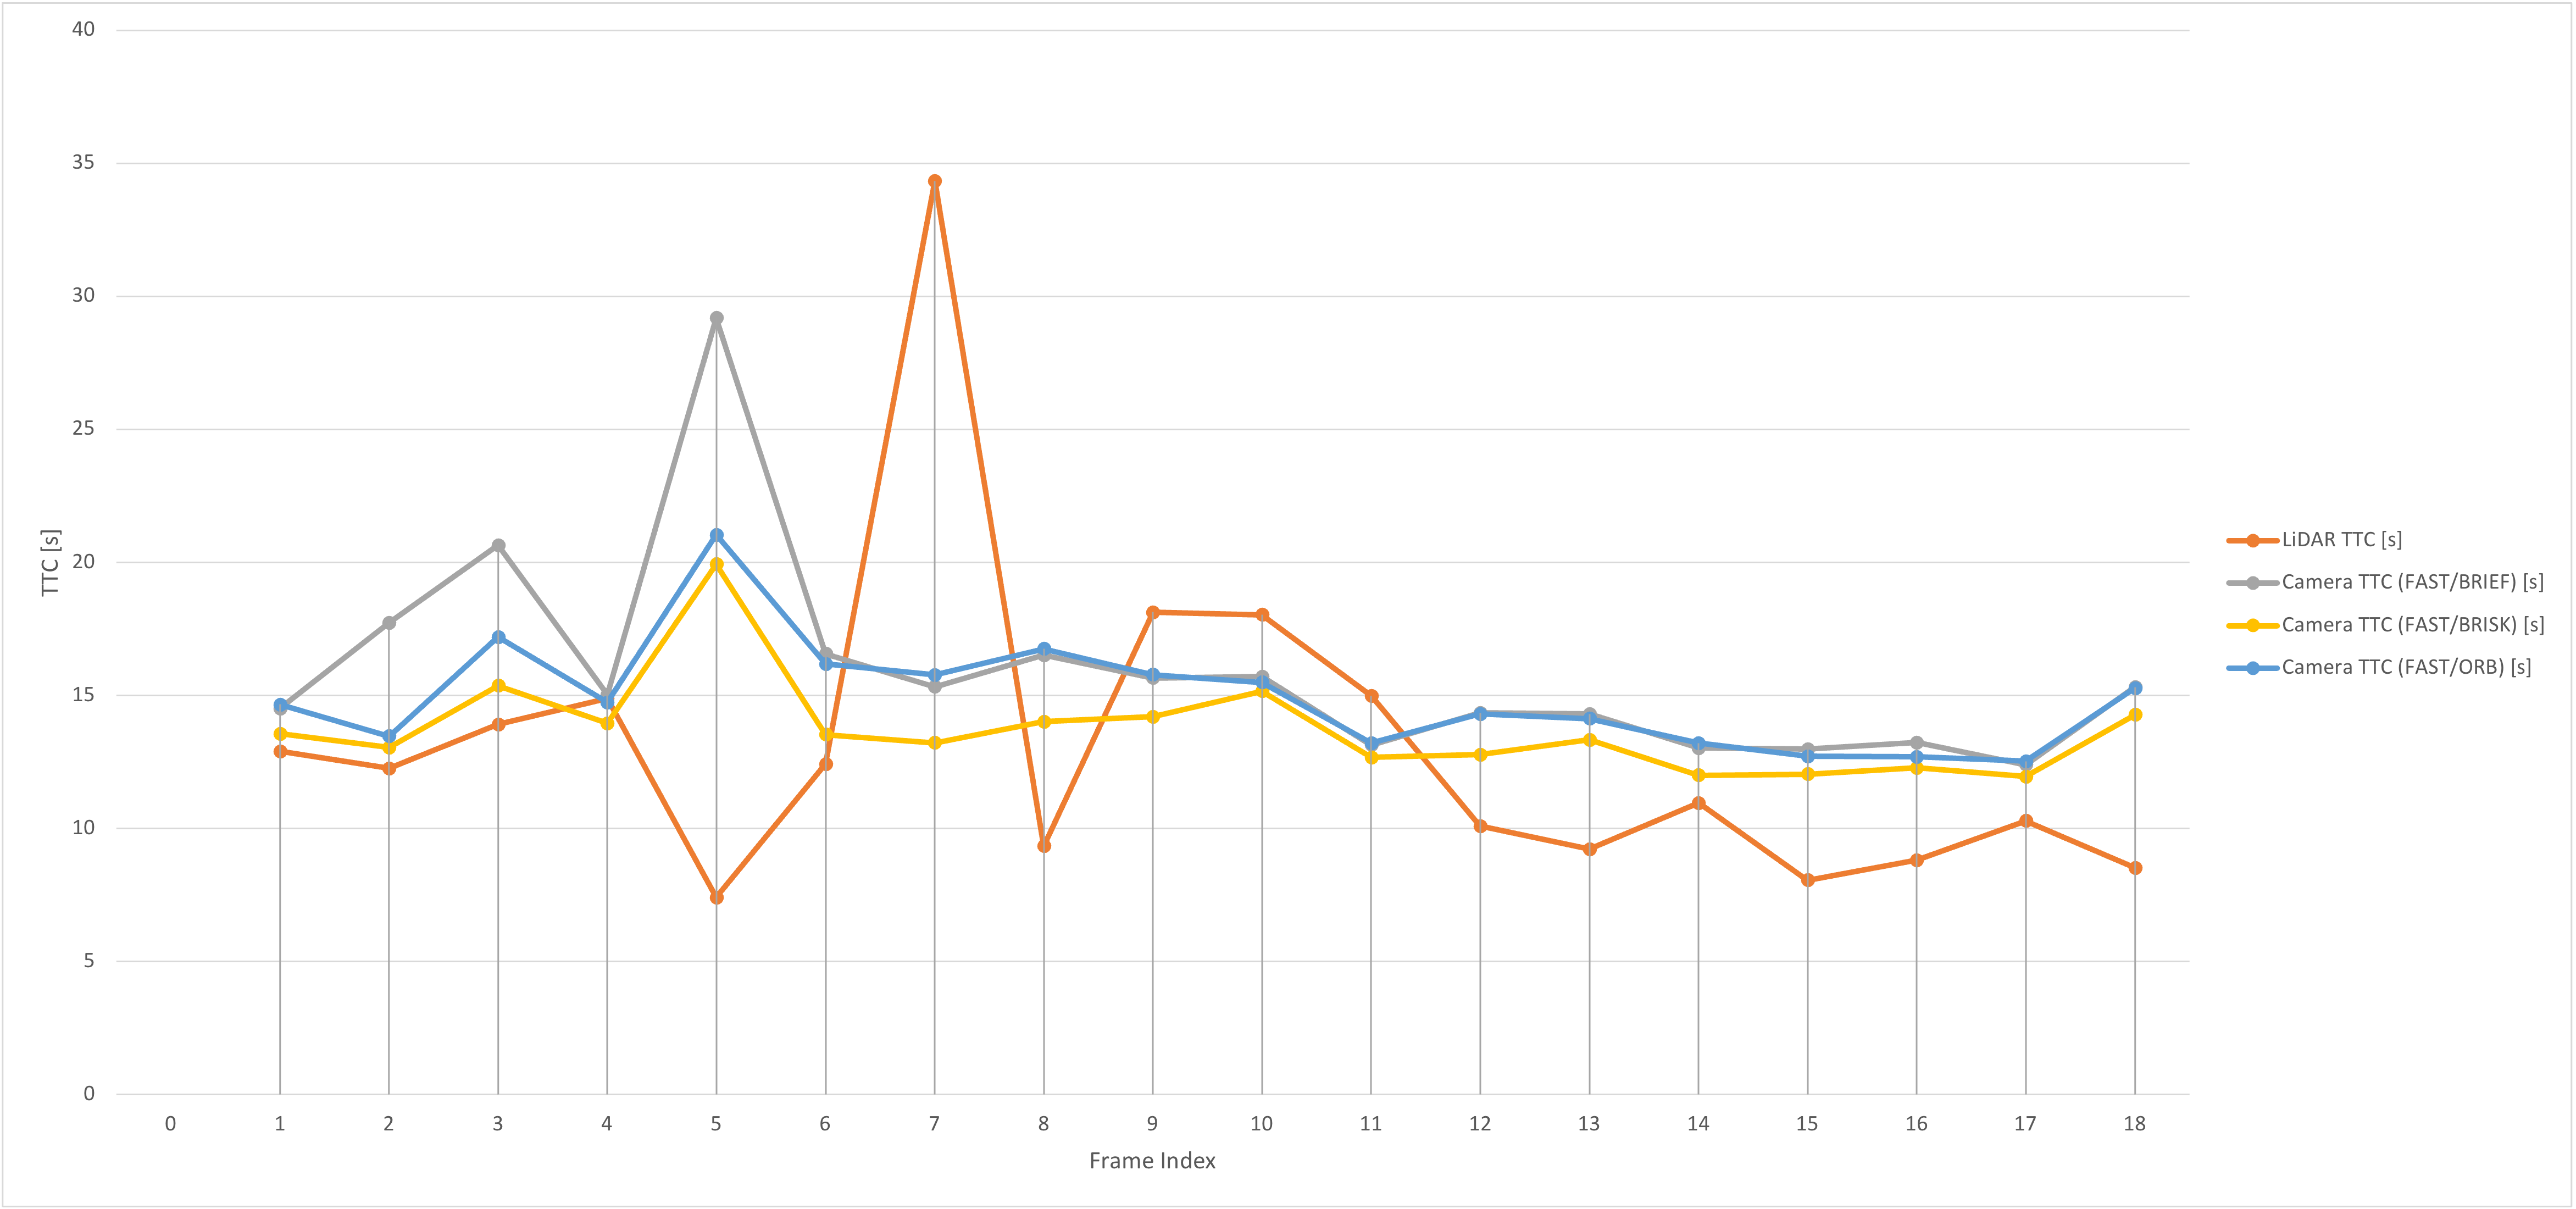 40
35
30
25
20
15
10
5
0
TTC [s]
0 1 2 3 4 5 6 7 8 9 10 11 12 13 14 15 16 17 18
Frame Index
LiDAR TTC [s]
Camera TTC (FAST/BRIEF) [s]
Camera TTC (FAST/BRISK) [s]
Camera TTC (FAST/ORB) [s]